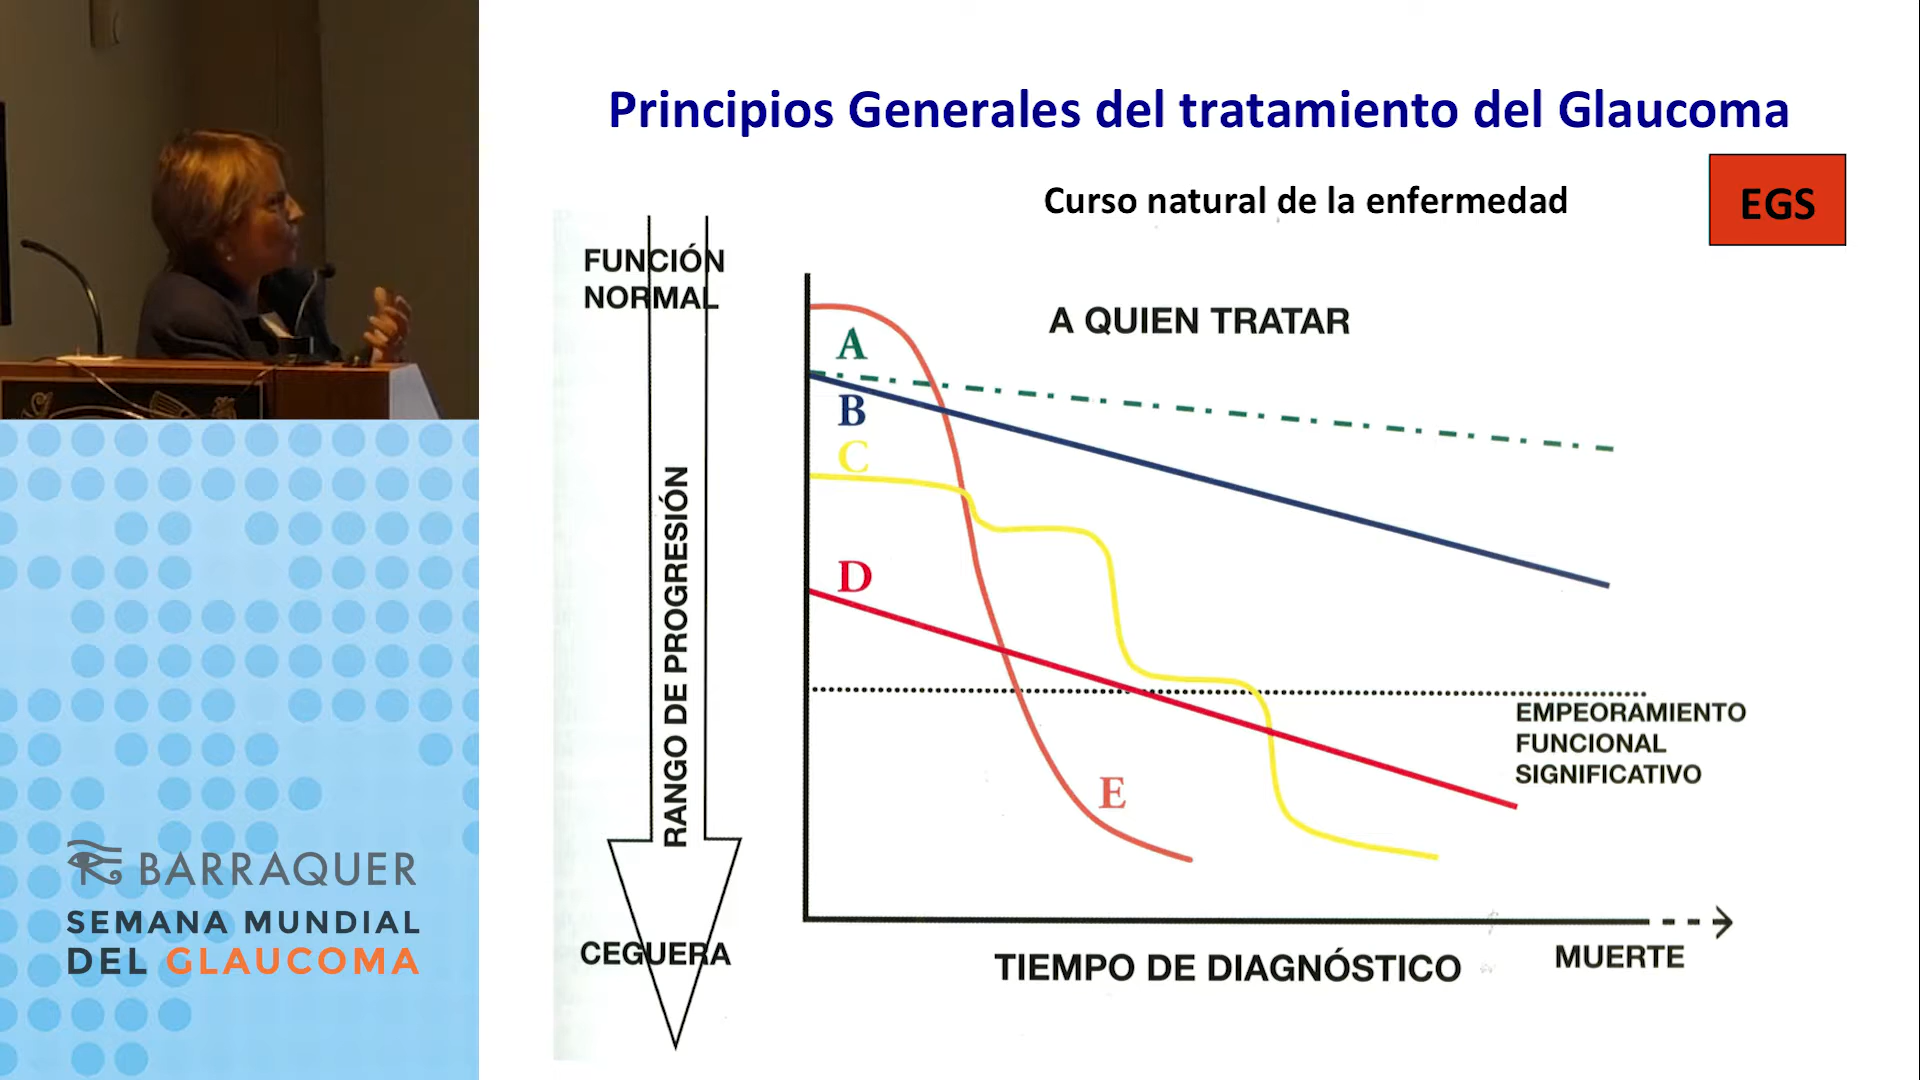 Principios Generales del tratamiento del Glaucoma
Curso natural de la enfermedad
EGS
FUNCIÓN
NORMAL
A QUIEN TRATAR
A
B
C
D
E
RANGO DE PROGRESIÓN
EMPEORAMIENTO
FUNCIONAL
SIGNIFICATIVO
CEGUERA
TIEMPO DE DIAGNÓSTICO
MUERTE
BARRAQUER
SEMANA MUNDIAL
DEL GLAUCOMA